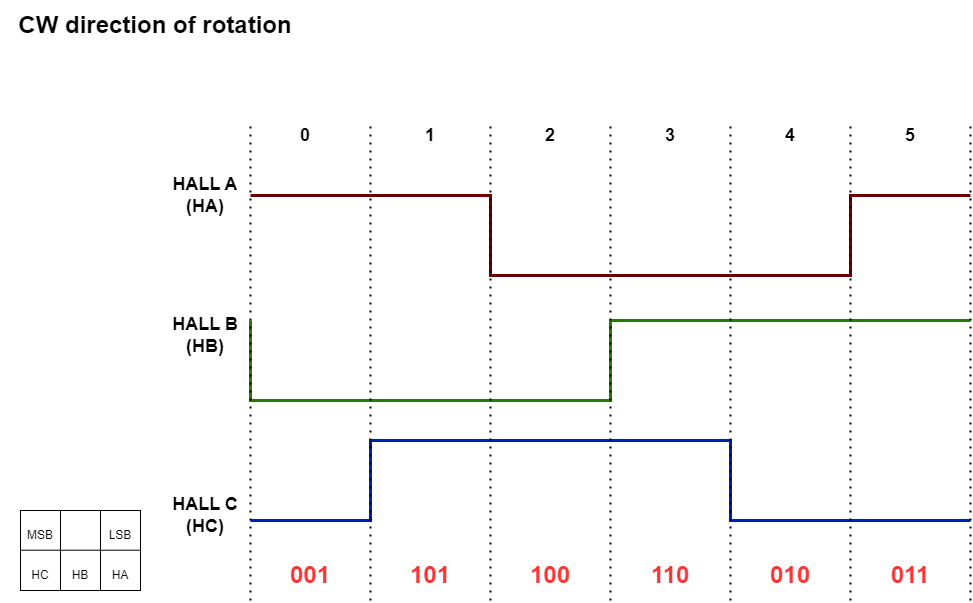 CW direction of rotation
0 1 2 3 4 5
HALL A
(HA)
HALL B
(HB)
HALL C
(HC)
MSB LSB
HC HB HA
001 101 100 110 010 011